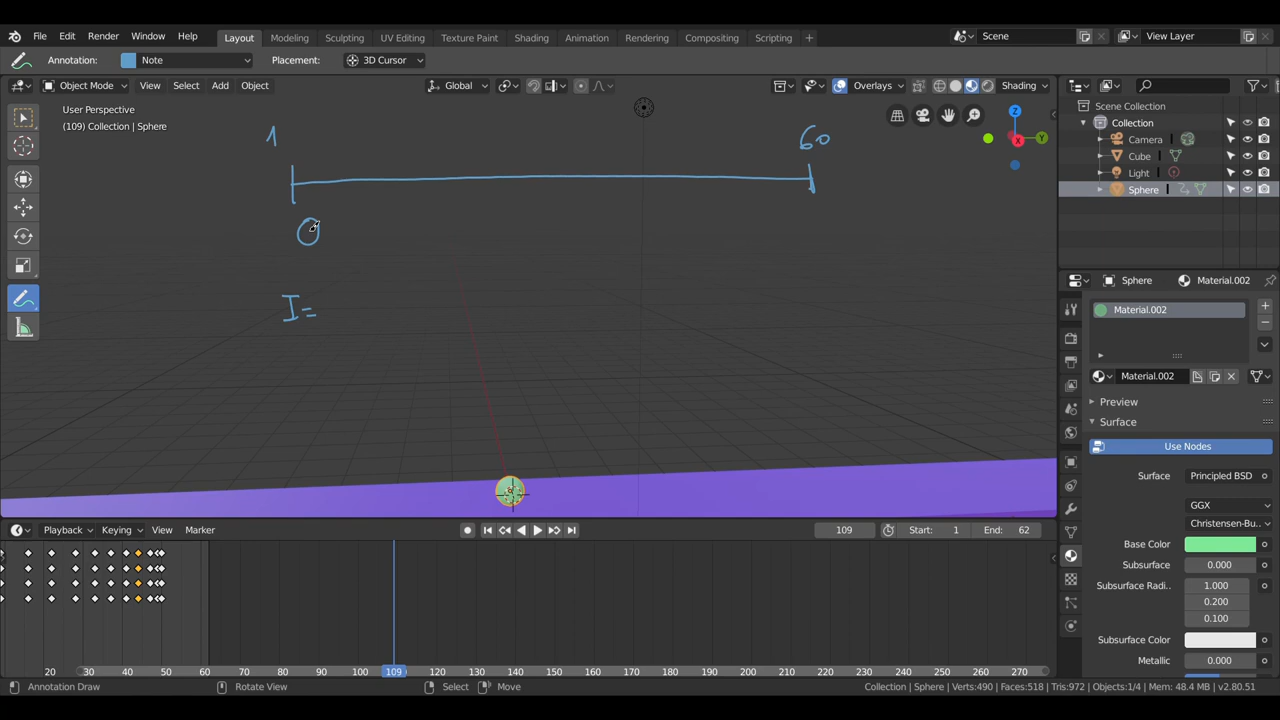 File Edit Render Window Help Layout Modeling Sculpting UV Editing Texture Paint Shading Animation Rendering Compositing Scripting + Scene View Layer
Annotation: Note Placement: 3D Cursor
Object Mode View Select Add Object Global Overlays Shading
User Perspective
(109) Collection | Sphere
1 60
O
I=
Z
X
Y
Scene Collection
Collection
Camera
Cube
Light
Sphere
Sphere Material.002
Material.002
Material.002
Preview
Surface
Use Nodes
Surface Principled BSD
GGX
Christensen-Bu..
Base Color
Subsurface 0.000
Subsurface Radi.. 1.000
0.200
0.100
Subsurface Color
Metallic 0.000
Playback Keying View Marker 109 Start: 1 End: 62
20 30 40 50 60 70 80 90 100 109 120 130 140 150 160 170 180 190 200 210 220 230 240 250 260 270
Annotation Draw Rotate View Select Move Collection | Sphere | Verts:490 | Faces:518 | Tris:972 | Objects:1/4 | Mem: 48.4 MB | v2.80.51